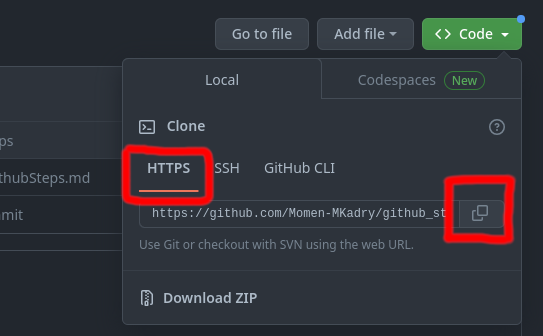 Go to file Add file Code
Local Codespaces New
ps Clone
HTTPS SSH GitHub CLI
thubSteps.md
mmit https://github.com/Momen-MKadry/github_st
Use Git or checkout with SVN using the web URL.
Download ZIP